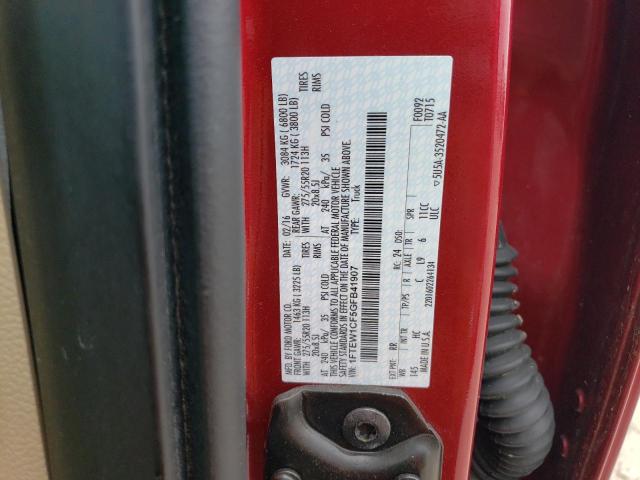 MFD. BY FORD MOTOR CO.
DATE: 02/16 GVWR: 3084 KG ( 6800 LB)
FRONT GAWR: 1463 KG ( 3225 LB) REAR GAWR: 1724 KG ( 3800 LB)
WITH 275/55R20 113H TIRES WITH 275/55R20 113H TIRES
20x8.5J RIMS 20x8.5J RIMS
AT 240 kPa/ 35 PSI COLD AT 240 kPa/ 35 PSI COLD
THIS VEHICLE CONFORMS TO ALL APPLICABLE FEDERAL MOTOR VEHICLE
SAFETY STANDARDS IN EFFECT ON THE DATE OF MANUFACTURE SHOWN ABOVE.
VIN: 1FTEW1CF5GFB41907 TYPE: Truck
EXT PNT: RR RC: 24 DSO: F0092
T0715
WB INT TR TP/PS R AXLE TR SPR
145 HC C L9 6 11CC
MADE IN U.S.A. 2201602264134 ULC
▽5U5A-3520472-AA